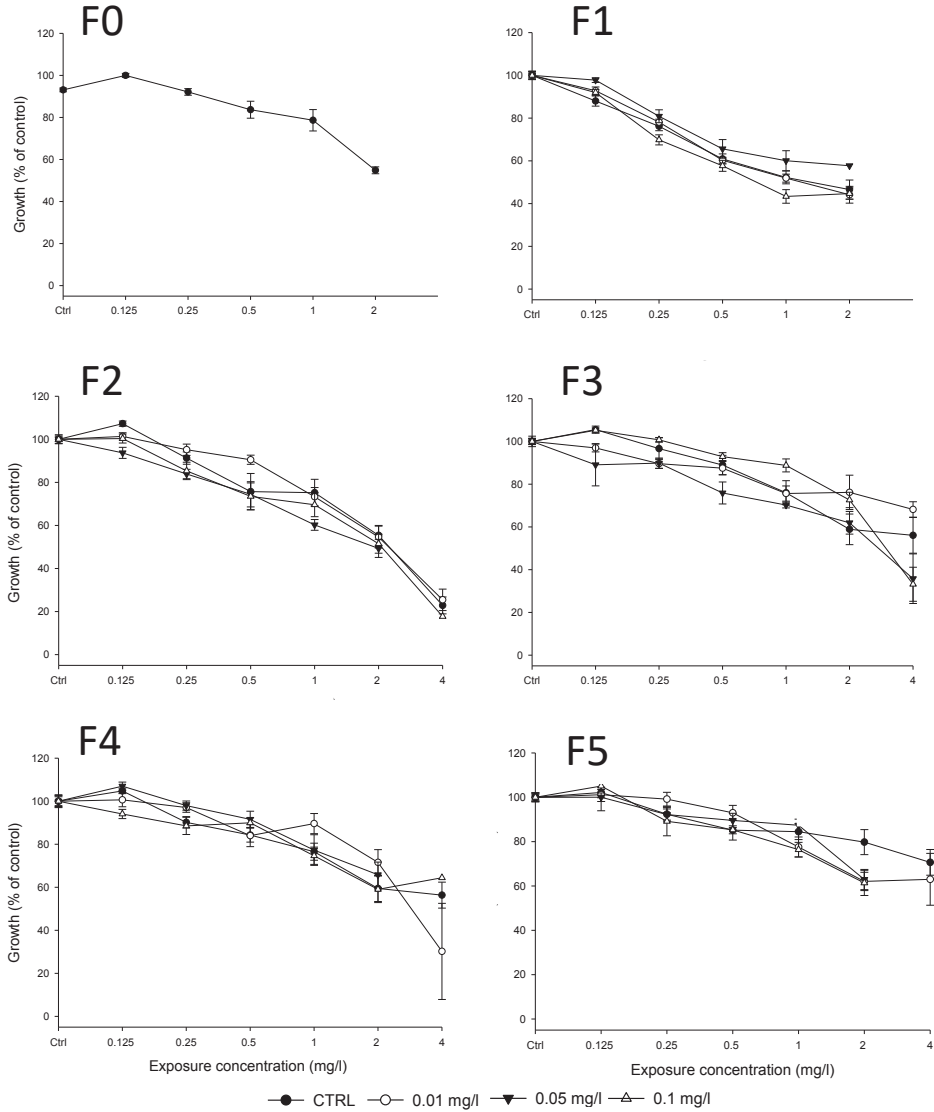 F0
F1
120
100
80
60
40
20
0
Growth (% of control)
Ctrl 0.125 0.25 0.5 1 2
120
100
80
60
40
20
0
Ctrl 0.125 0.25 0.5 1 2
F2
F3
120
100
80
60
40
20
0
Growth (% of control)
Ctrl 0.125 0.25 0.5 1 2 4
120
100
80
60
40
20
0
Ctrl 0.125 0.25 0.5 1 2 4
F4
F5
120
100
80
60
40
20
0
Growth (% of control)
Ctrl 0.125 0.25 0.5 1 2 4
Exposure concentration (mg/l)
120
100
80
60
40
20
0
Ctrl 0.125 0.25 0.5 1 2 4
Exposure concentration (mg/l)
CTRL 0.01 mg/l 0.05 mg/l 0.1 mg/l